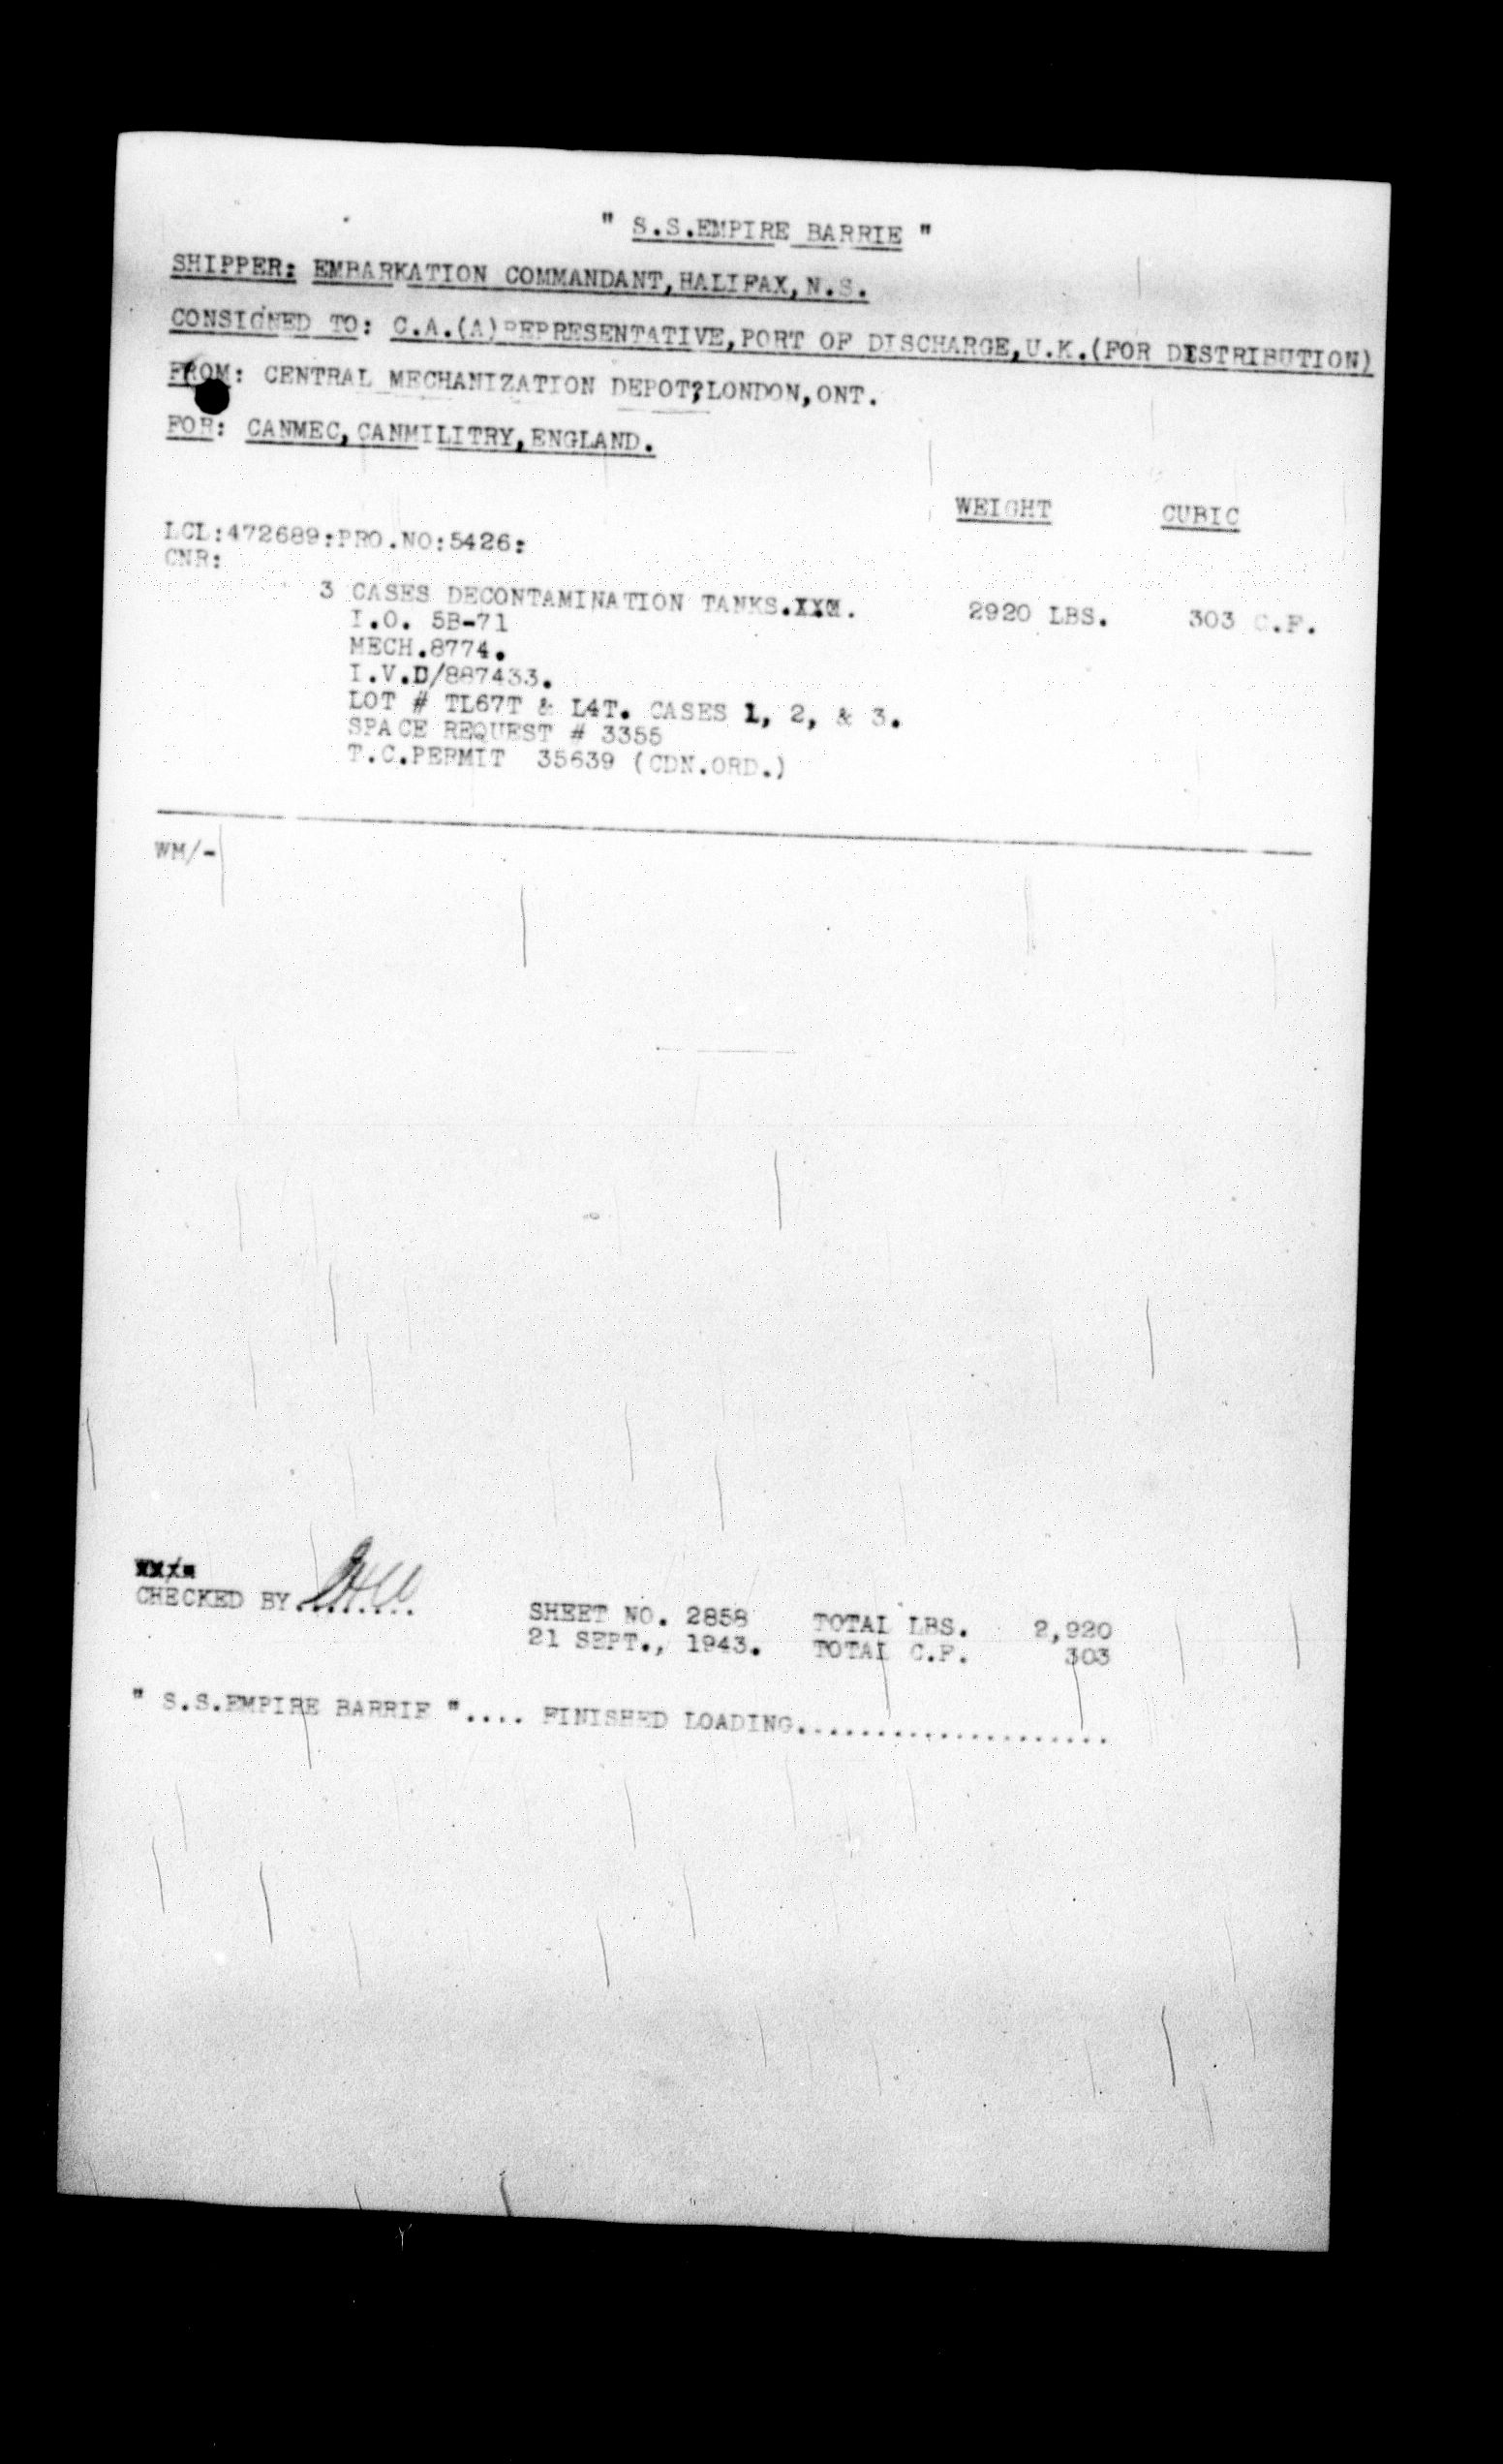 " S.S.EMPIRE BARRIE "
SHIPPER: EMBARKATION COMMANDANT,HALIFAX,N.S.
CONSIGNED TO: C.A.(A)REPRESENTATIVE,PORT OF DISCHARGE,U.K.(FOR DISTRIBUTION)
FROM: CENTRAL MECHANIZATION DEPOT?LONDON,ONT.
FOR: CANMEC,CANMILITRY,ENGLAND.
WEIGHT CUBIC
LCL:472689:PRO.NO:5426:
CNR:
3 CASES DECONTAMINATION TANKS. 2920 LBS. 303 C.F.
I.O. 5B-71
MECH.8774.
I.V.D/887433.
LOT # TL67T & L4T. CASES 1, 2, & 3.
SPACE REQUEST # 3355
T.C.PERMIT 35639 (CDN.ORD.)
WM/-
CHECKED BY........
SHEET NO. 2858 TOTAL LBS. 2,920
21 SEPT., 1943. TOTAL C.F. 303
" S.S.EMPIRE BARRIE ".... FINISHED LOADING....................